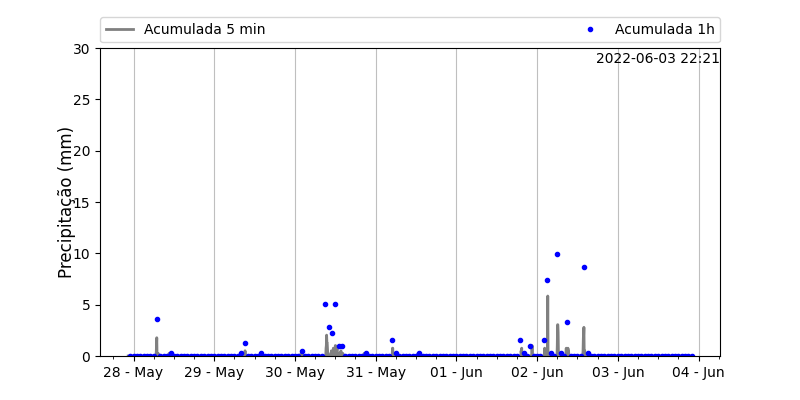 Acumulada 5 min
Acumulada 1h
2022-06-03 22:21
Precipitação (mm)
30
25
20
15
10
5
0
28 - May
29 - May
30 - May
31 - May
01 - Jun
02 - Jun
03 - Jun
04 - Jun